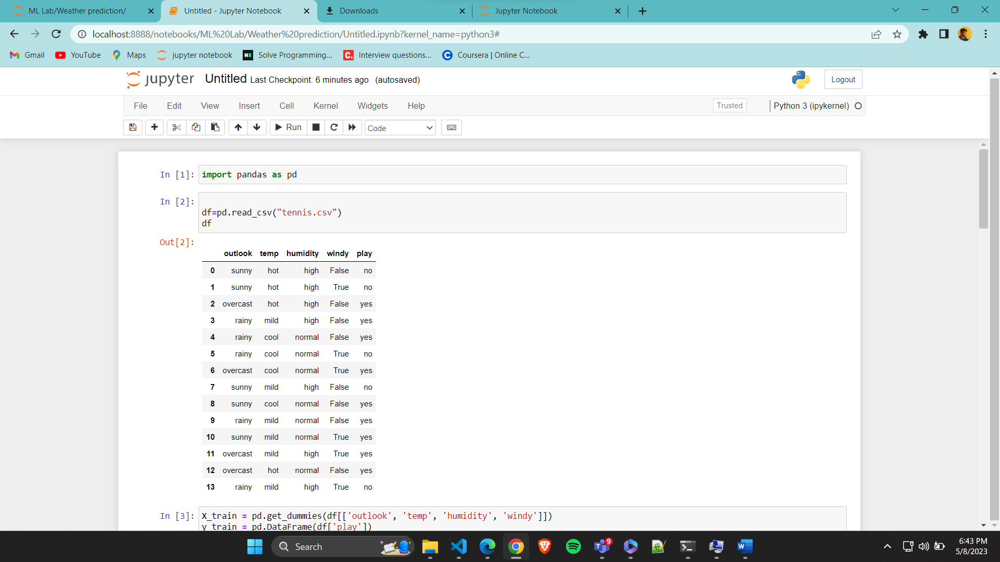 ML Lab/Weather prediction/
Untitled - Jupyter Notebook
Downloads
Jupyter Notebook
localhost:8888/notebooks/ML%20Lab/Weather%20prediction/Untitled.ipynb?kernel_name=python3#
Gmail YouTube Maps jupyter notebook Solve Programming... Interview questions... Coursera | Online C...
jupyter Untitled Last Checkpoint: 6 minutes ago (autosaved)
Logout
File Edit View Insert Cell Kernel Widgets Help
Trusted
Python 3 (ipykernel)
Run
Code
In [1]: import pandas as pd
In [2]:
df=pd.read_csv("tennis.csv")
df
Out[2]:
outlook temp humidity windy play
0 sunny hot high False no
1 sunny hot high True no
2 overcast hot high False yes
3 rainy mild high False yes
4 rainy cool normal False yes
5 rainy cool normal True no
6 overcast cool normal True yes
7 sunny mild high False no
8 sunny cool normal False yes
9 rainy mild normal False yes
10 sunny mild normal True yes
11 overcast mild high True yes
12 overcast hot normal False yes
13 rainy mild high True no
In [3]: X_train = pd.get_dummies(df[['outlook', 'temp', 'humidity', 'windy']])
y_train = pd.DataFrame(df['play'])
Search
9
6:43 PM
5/8/2023